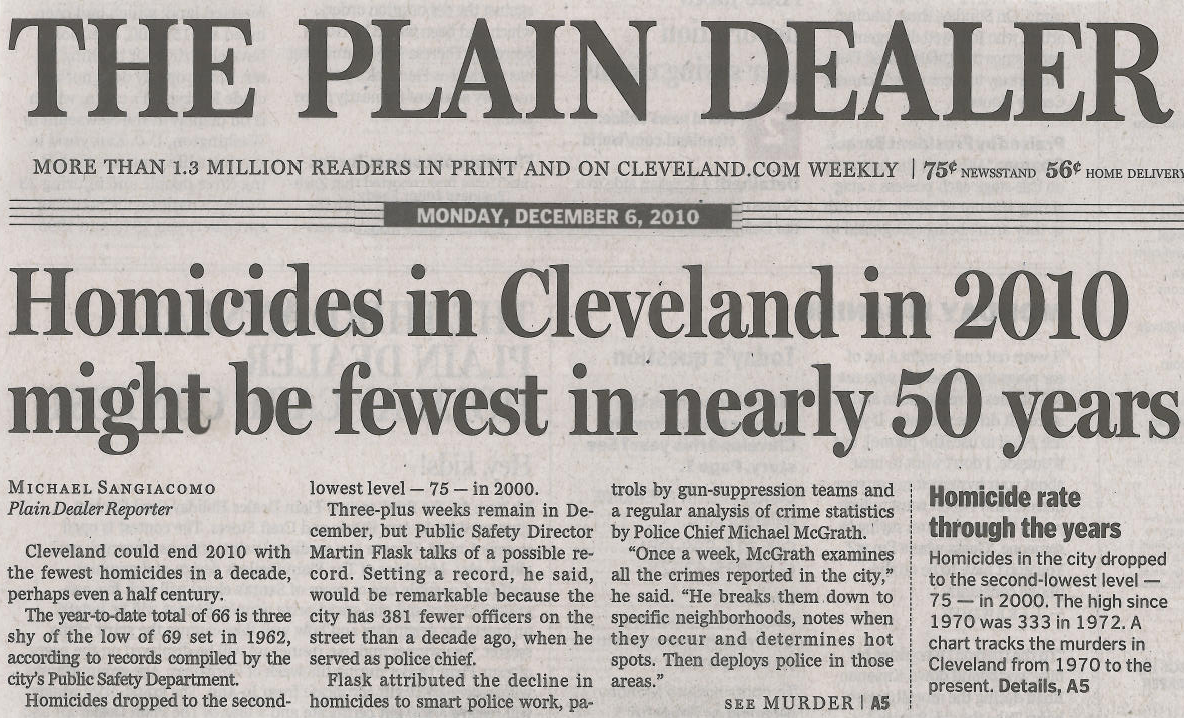 THE PLAIN DEALER
MORE THAN 1.3 MILLION READERS IN PRINT AND ON CLEVELAND.COM WEEKLY | 75¢ NEWSSTAND 56¢ HOME DELIVERY
MONDAY, DECEMBER 6, 2010
Homicides in Cleveland in 2010
might be fewest in nearly 50 years
MICHAEL SANGIACOMO
Plain Dealer Reporter
Cleveland could end 2010 with
the fewest homicides in a decade,
perhaps even a half century.
The year-to-date total of 66 is three
shy of the low of 69 set in 1962,
according to records compiled by the
city's Public Safety Department.
Homicides dropped to the second-
lowest level — 75 — in 2000.
Three-plus weeks remain in De-
cember, but Public Safety Director
Martin Flask talks of a possible re-
cord. Setting a record, he said,
would be remarkable because the
city has 381 fewer officers on the
street than a decade ago, when he
served as police chief.
Flask attributed the decline in
homicides to smart police work, pa-
trols by gun-suppression teams and
a regular analysis of crime statistics
by Police Chief Michael McGrath.
"Once a week, McGrath examines
all the crimes reported in the city,"
he said. "He breaks them down to
specific neighborhoods, notes when
they occur and determines hot
spots. Then deploys police in those
areas."
SEE MURDER | A5
Homicide rate
through the years
Homicides in the city dropped
to the second-lowest level —
75 — in 2000. The high since
1970 was 333 in 1972. A
chart tracks the murders in
Cleveland from 1970 to the
present. Details, A5